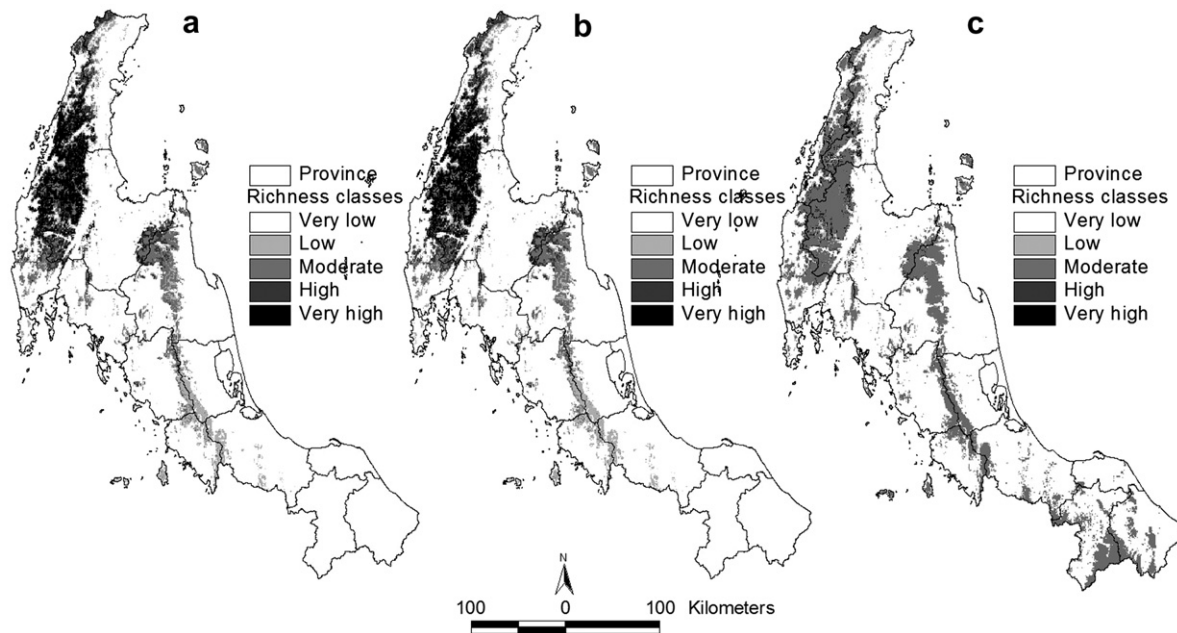 a
Province
Richness classes
Very low
Low
Moderate
High
Very high
b
Province
Richness classes
Very low
Low
Moderate
High
Very high
c
Province
Richness classes
Very low
Low
Moderate
High
Very high
N
100 0 100 Kilometers